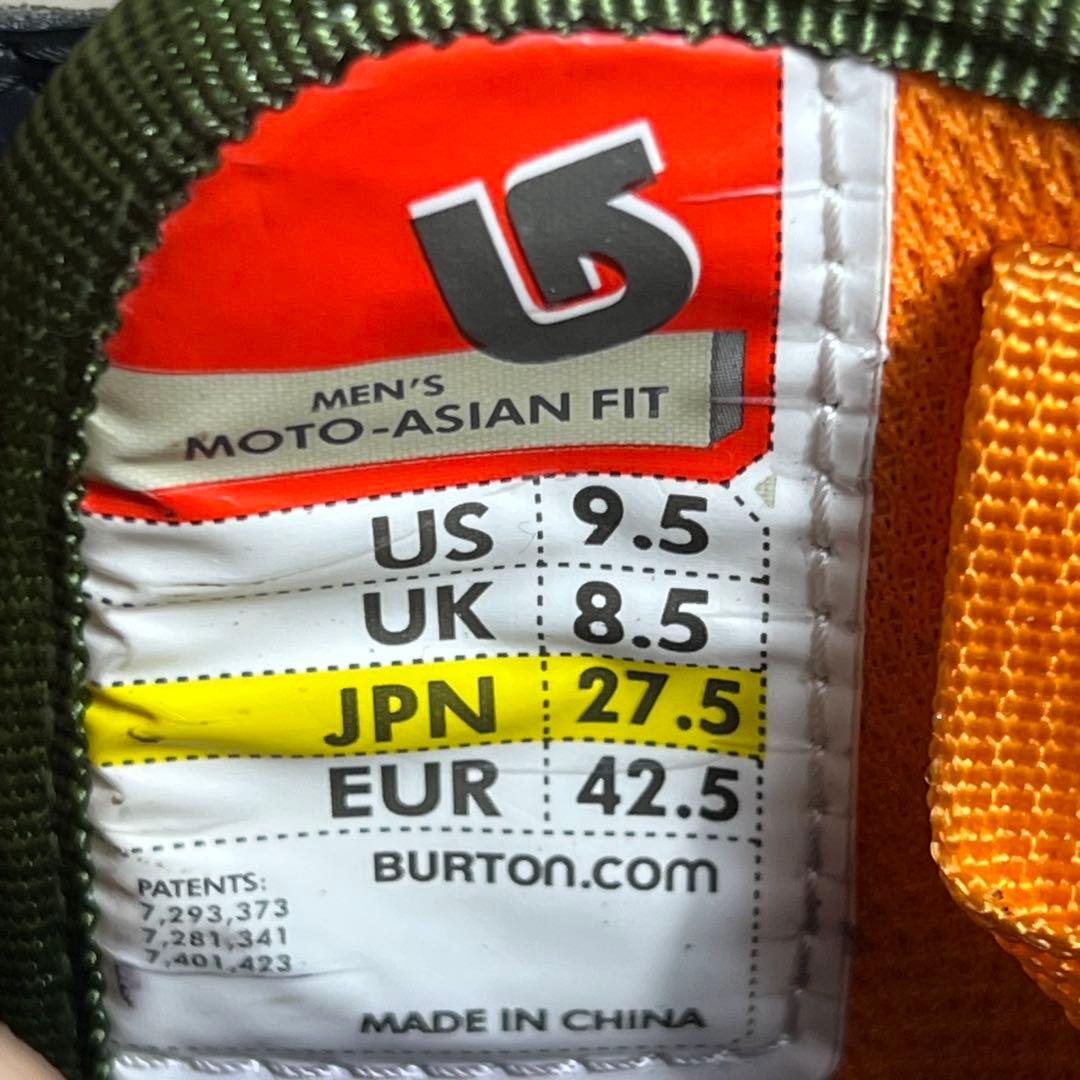 MEN'S
MOTO-ASIAN FIT
US 9.5
UK 8.5
JPN 27.5
EUR 42.5
BURTON.com
PATENTS:
7,293,373
7,281,341
7,401,423
MADE IN CHINA